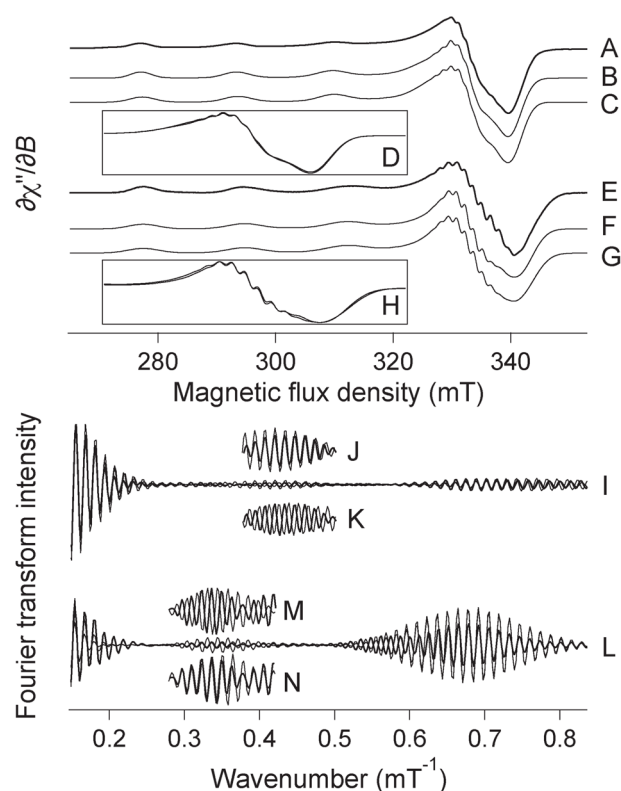 A
B
C
D
E
F
G
H
∂χ"/∂B
280 300 320 340
Magnetic flux density (mT)
J
I
K
M
L
N
Fourier transform intensity
0.2 0.3 0.4 0.5 0.6 0.7 0.8
Wavenumber (mT⁻¹)